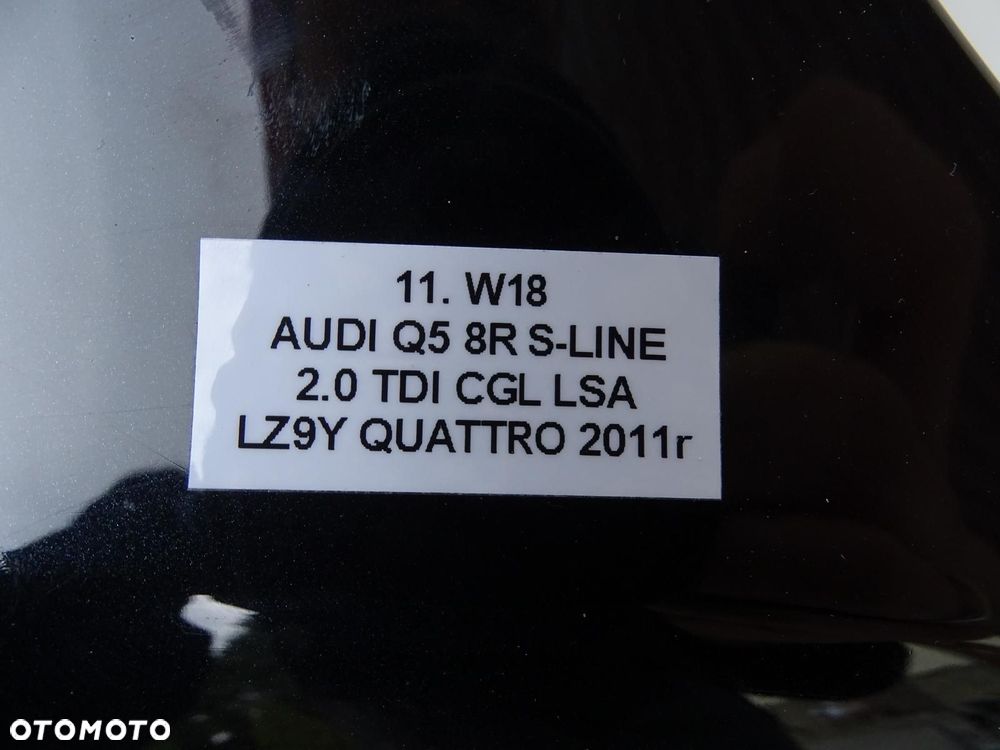 11. W18
AUDI Q5 8R S-LINE
2.0 TDI CGL LSA
LZ9Y QUATTRO 2011r
OTOMOTO